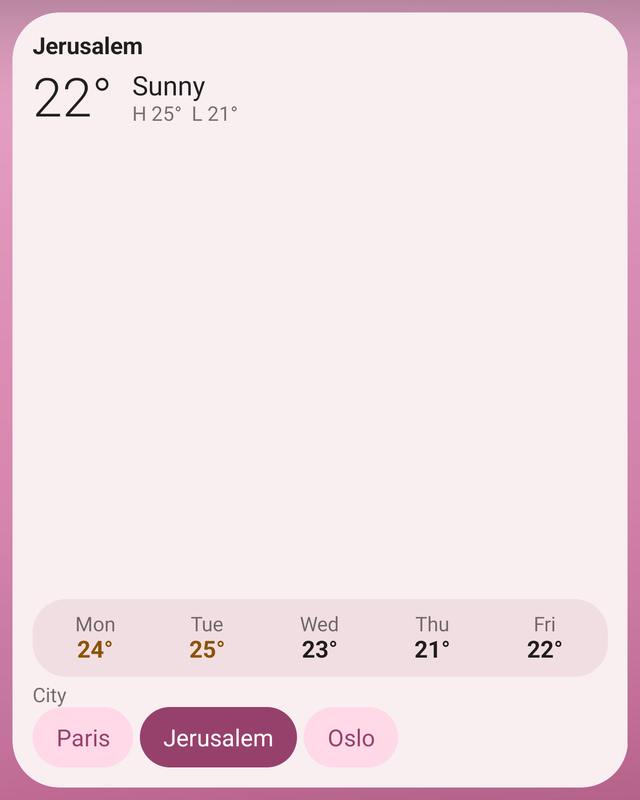 Jerusalem
22° Sunny
H 25° L 21°
Mon Tue Wed Thu Fri
24° 25° 23° 21° 22°
City
Paris Jerusalem Oslo